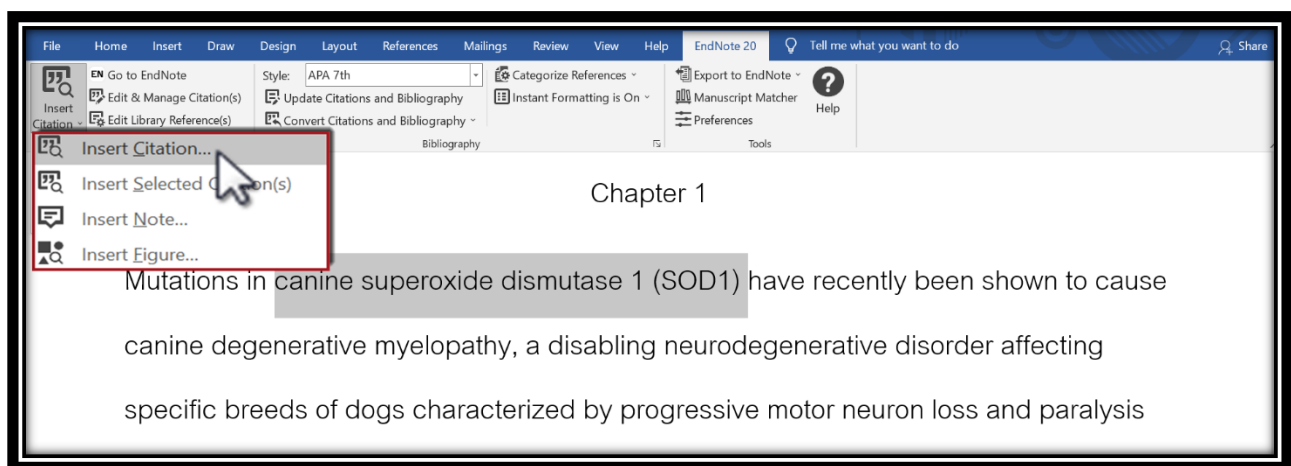 File Home Insert Draw Design Layout References Mailings Review View Help EndNote 20 Tell me what you want to do Share
EN Go to EndNote Style: APA 7th Categorize References Export to EndNote
Edit & Manage Citation(s) Update Citations and Bibliography Instant Formatting is On Manuscript Matcher Help
Insert Citation Edit Library Reference(s) Convert Citations and Bibliography Preferences
Bibliography Tools
Insert Citation...
Insert Selected on(s)
Insert Note...
Insert Figure...
Chapter 1
Mutations in canine superoxide dismutase 1 (SOD1) have recently been shown to cause
canine degenerative myelopathy, a disabling neurodegenerative disorder affecting
specific breeds of dogs characterized by progressive motor neuron loss and paralysis